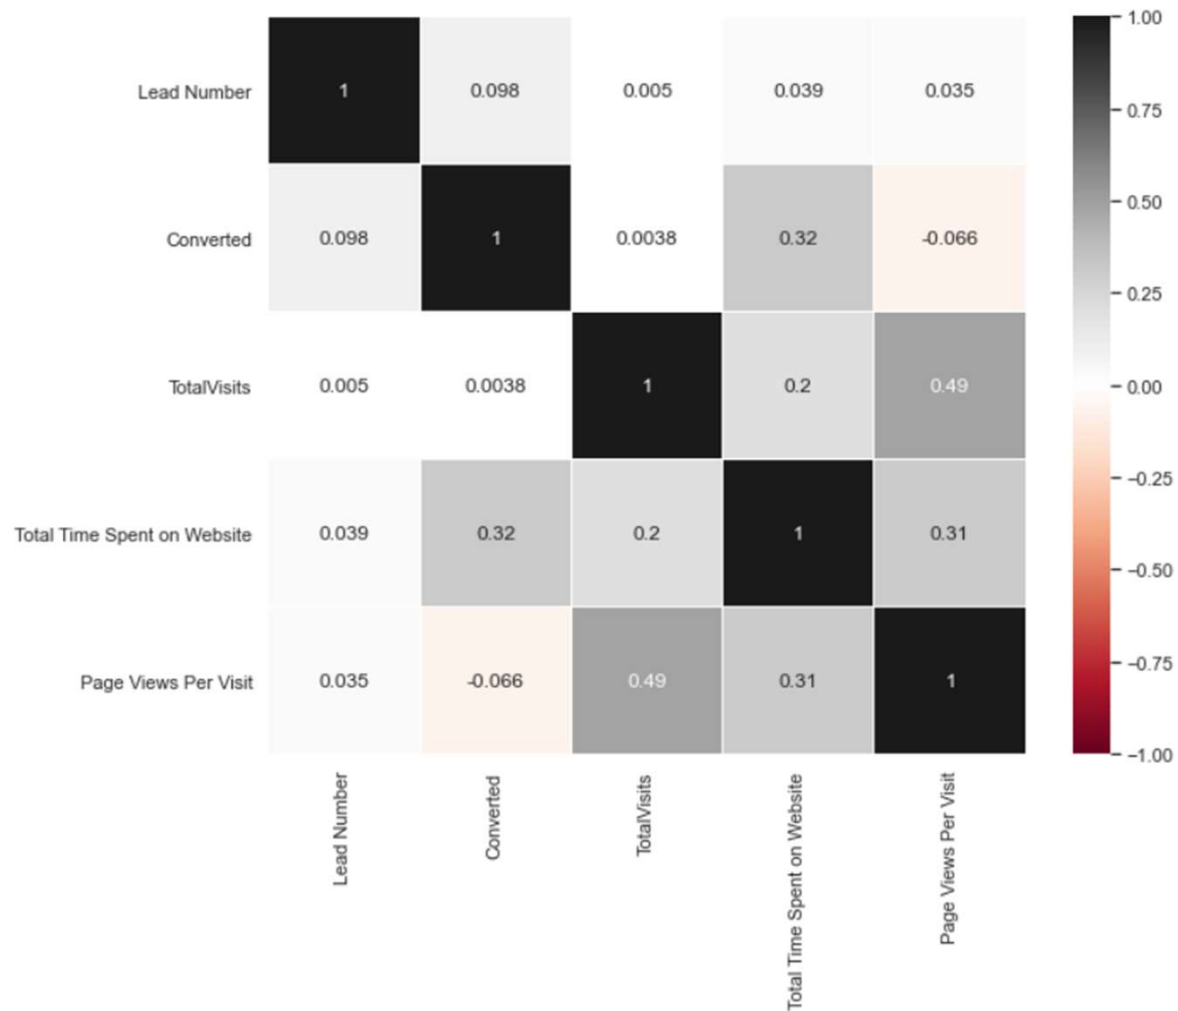 Lead Number 1 0.098 0.005 0.039 0.035
Converted 0.098 1 0.0038 0.32 -0.066
TotalVisits 0.005 0.0038 1 0.2 0.49
Total Time Spent on Website 0.039 0.32 0.2 1 0.31
Page Views Per Visit 0.035 -0.066 0.49 0.31 1
Lead Number
Converted
TotalVisits
Total Time Spent on Website
Page Views Per Visit
1.00
0.75
0.50
0.25
0.00
−0.25
−0.50
−0.75
−1.00